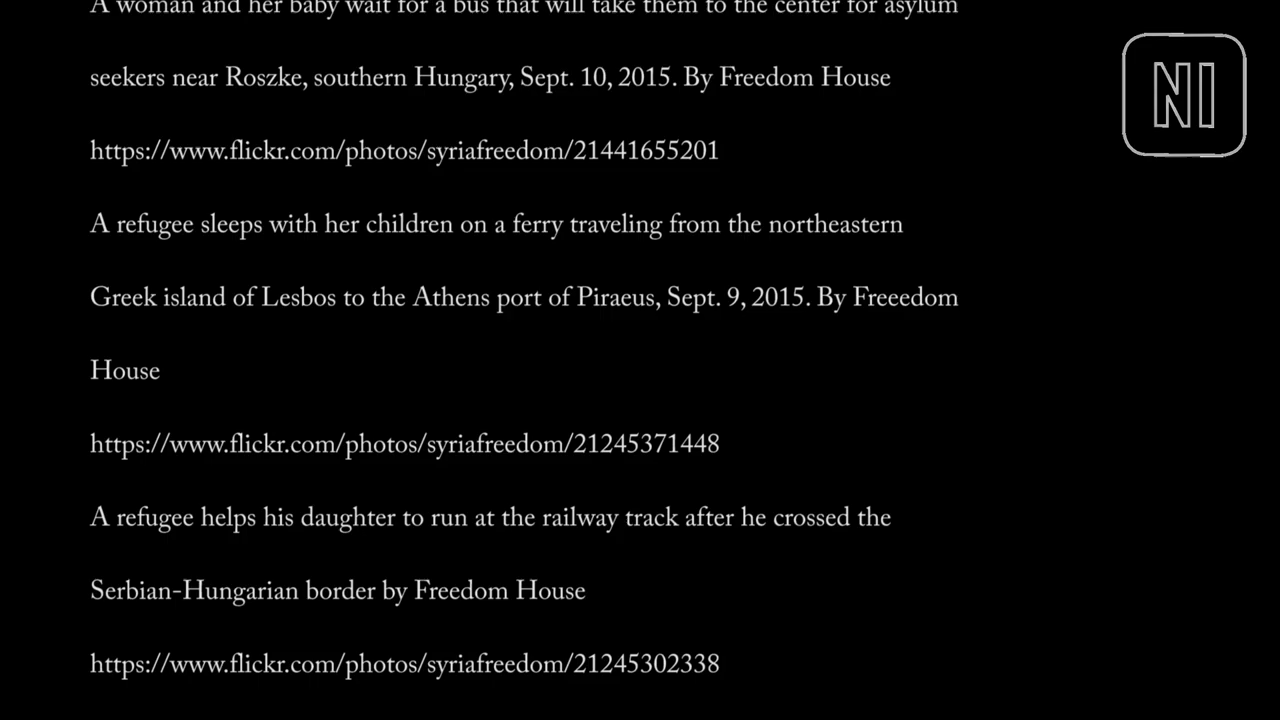 A woman and her baby wait for a bus that will take them to the center for asylum
seekers near Roszke, southern Hungary, Sept. 10, 2015. By Freedom House
https://www.flickr.com/photos/syriafreedom/21441655201
A refugee sleeps with her children on a ferry traveling from the northeastern
Greek island of Lesbos to the Athens port of Piraeus, Sept. 9, 2015. By Freeedom
House
https://www.flickr.com/photos/syriafreedom/21245371448
A refugee helps his daughter to run at the railway track after he crossed the
Serbian-Hungarian border by Freedom House
https://www.flickr.com/photos/syriafreedom/21245302338
NI